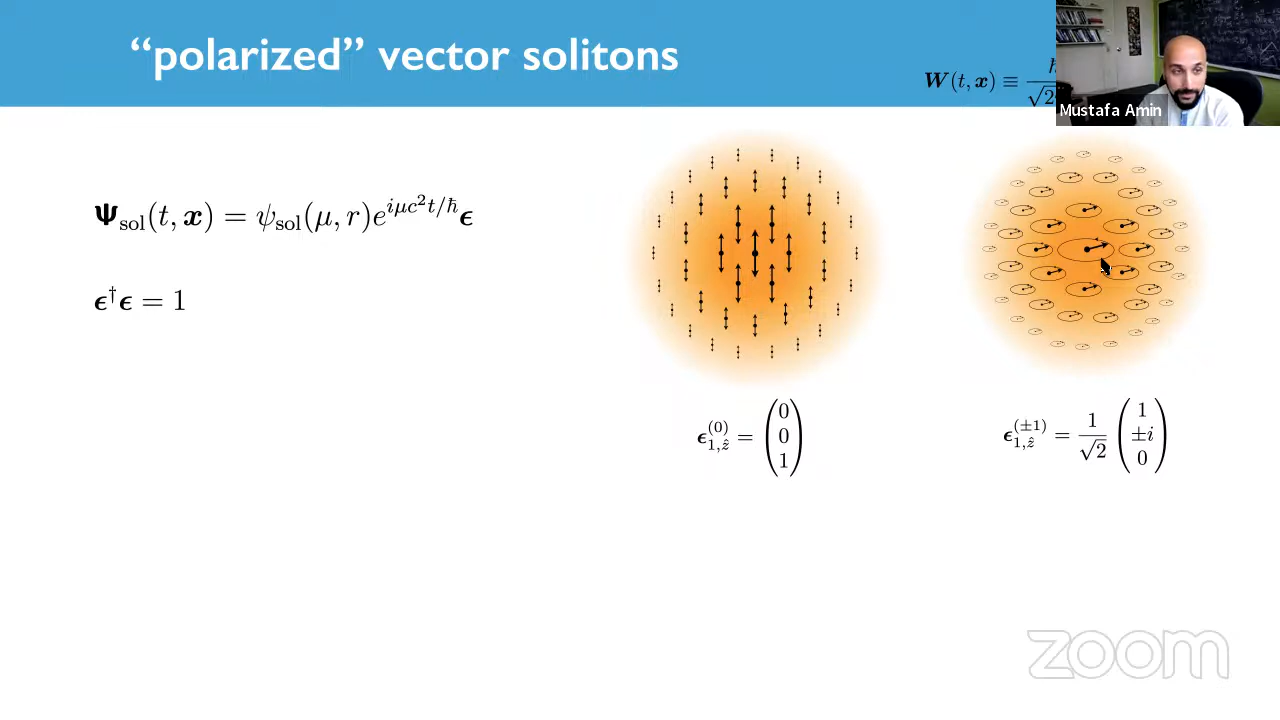 “polarized” vector solitons
W(t, x) ≡ ħ/√2
Mustafa Amin
Ψ_sol(t, x) = ψ_sol(μ, r)e^{iμc²t/ħ} ϵ
ϵ†ϵ = 1
ϵ^{(0)}_{1,ẑ} = (0 0 1)
ϵ^{(±1)}_{1,ẑ} = 1/√2 (1 ±i 0)
zoom